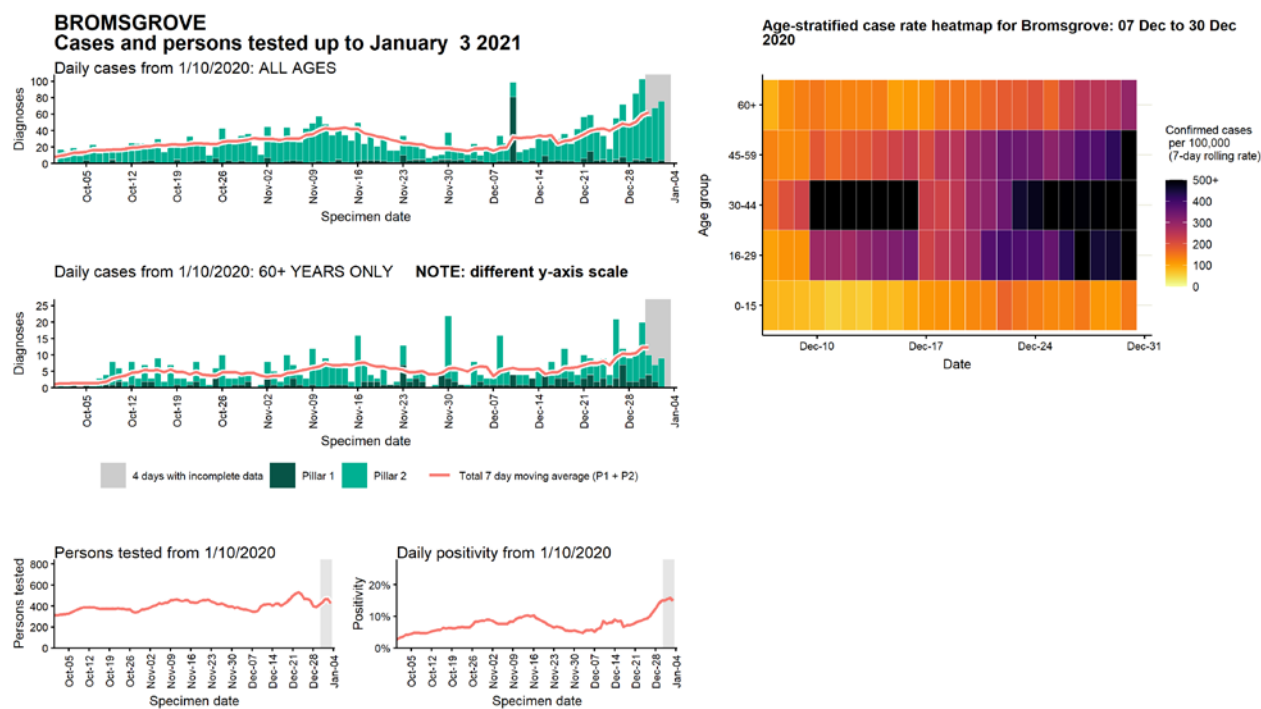 BROMSGROVE
Cases and persons tested up to January 3 2021
Daily cases from 1/10/2020: ALL AGES
Diagnoses
100
80
60
40
20
0
Oct-05
Oct-12
Oct-19
Oct-26
Nov-02
Nov-09
Nov-16
Nov-23
Nov-30
Dec-07
Dec-14
Dec-21
Dec-28
Jan-04
Specimen date
Daily cases from 1/10/2020: 60+ YEARS ONLY NOTE: different y-axis scale
Diagnoses
25
20
15
10
5
0
Oct-05
Oct-12
Oct-19
Oct-26
Nov-02
Nov-09
Nov-16
Nov-23
Nov-30
Dec-07
Dec-14
Dec-21
Dec-28
Jan-04
Specimen date
4 days with incomplete data Pillar 1 Pillar 2 Total 7 day moving average (P1 + P2)
Persons tested from 1/10/2020
Persons tested
800
600
400
200
0
Oct-05
Oct-12
Oct-19
Oct-26
Nov-02
Nov-09
Nov-16
Nov-23
Nov-30
Dec-07
Dec-14
Dec-21
Dec-28
Jan-04
Specimen date
Daily positivity from 1/10/2020
Positivity
20%
10%
0%
Oct-05
Oct-12
Oct-19
Oct-26
Nov-02
Nov-09
Nov-16
Nov-23
Nov-30
Dec-07
Dec-14
Dec-21
Dec-28
Jan-04
Specimen date
Age-stratified case rate heatmap for Bromsgrove: 07 Dec to 30 Dec
2020
Age group
60+
45-59
30-44
16-29
0-15
Dec-10 Dec-17 Dec-24 Dec-31
Date
Confirmed cases
per 100,000
(7-day rolling rate)
500+
400
300
200
100
0